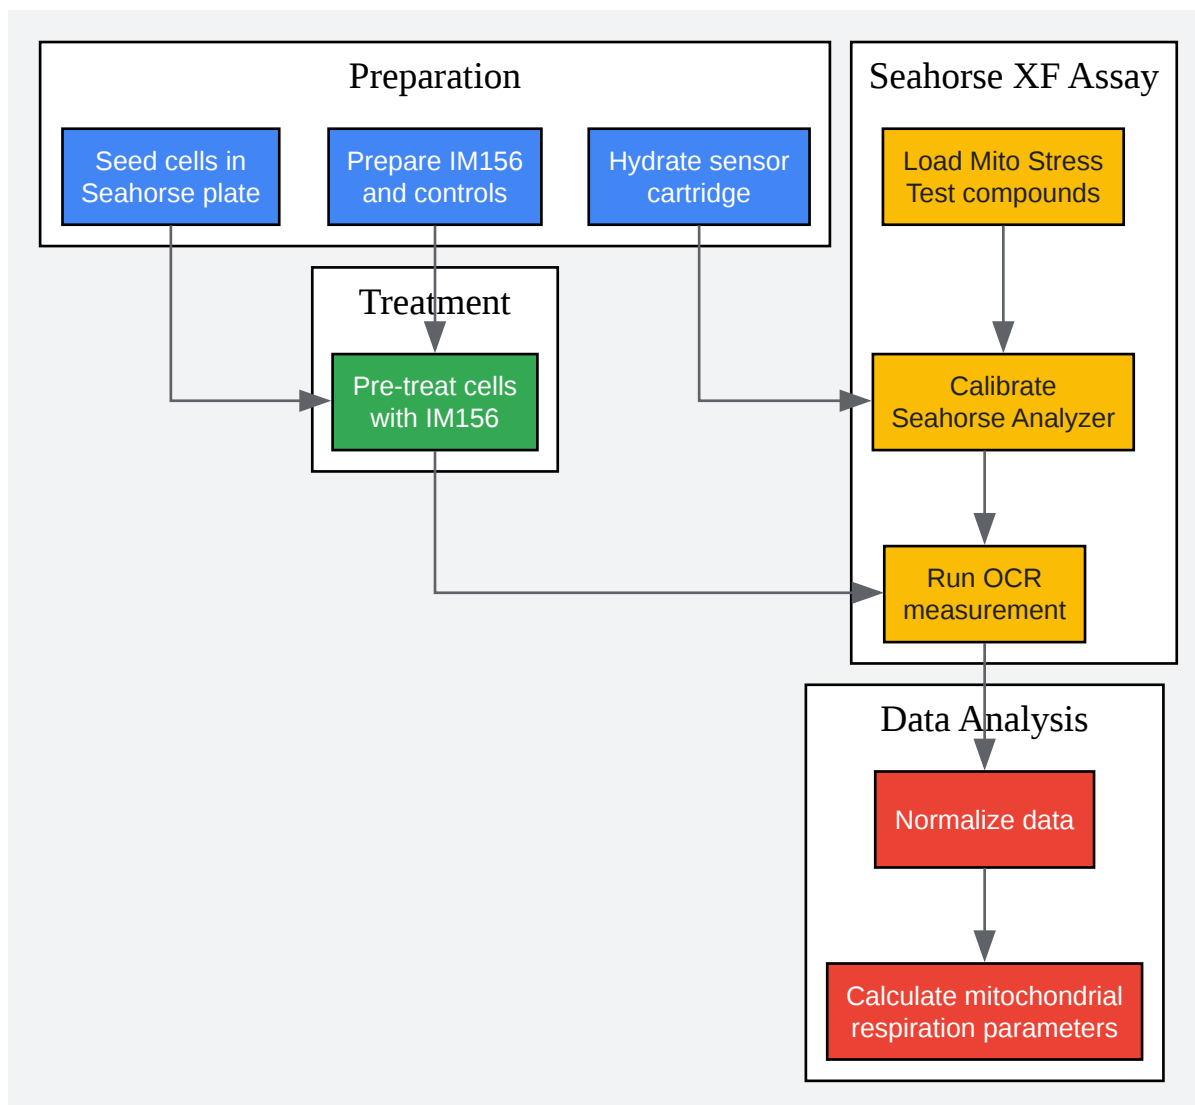 Preparation
Seed cells in
Seahorse plate
Prepare IM156
and controls
Hydrate sensor
cartridge
Seahorse XF Assay
Load Mito Stress
Test compounds
Treatment
Pre-treat cells
with IM156
Calibrate
Seahorse Analyzer
Run OCR
measurement
Data Analysis
Normalize data
Calculate mitochondrial
respiration parameters